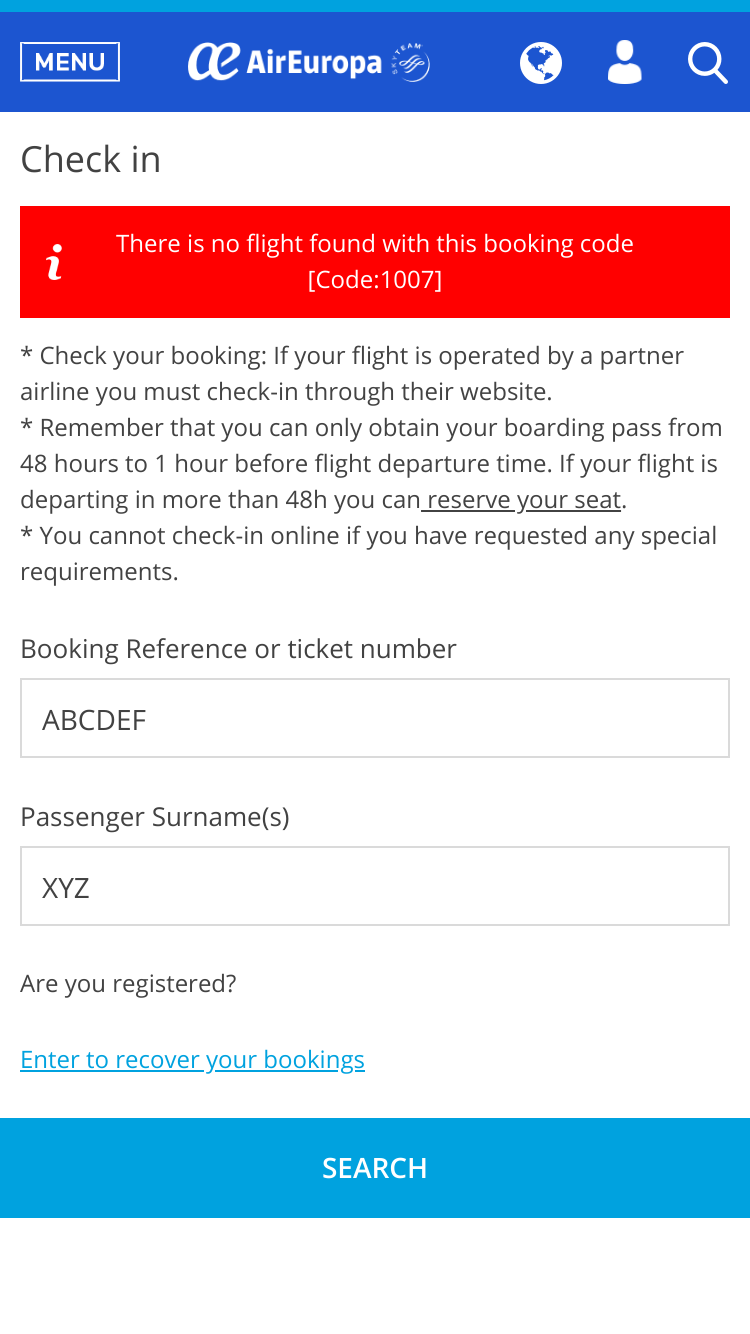 MENU
AirEuropa
SKYTEAM
Check in
There is no flight found with this booking code
[Code:1007]
* Check your booking: If your flight is operated by a partner
airline you must check-in through their website.
* Remember that you can only obtain your boarding pass from
48 hours to 1 hour before flight departure time. If your flight is
departing in more than 48h you can reserve your seat.
* You cannot check-in online if you have requested any special
requirements.
Booking Reference or ticket number
ABCDEF
Passenger Surname(s)
XYZ
Are you registered?
Enter to recover your bookings
SEARCH